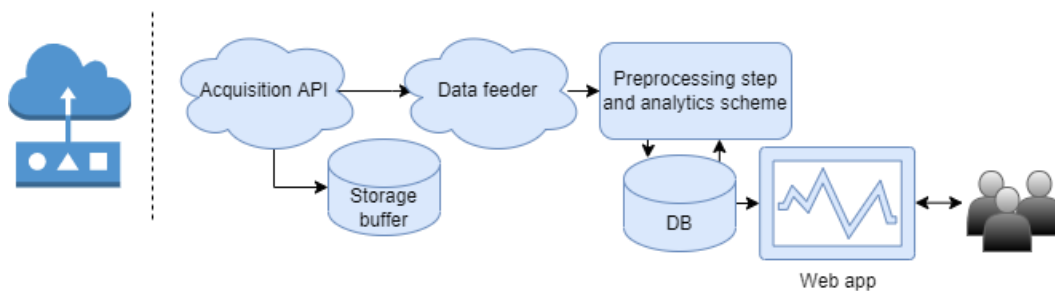 Acquisition API
Data feeder
Preprocessing step
and analytics scheme
Storage
buffer
DB
Web app